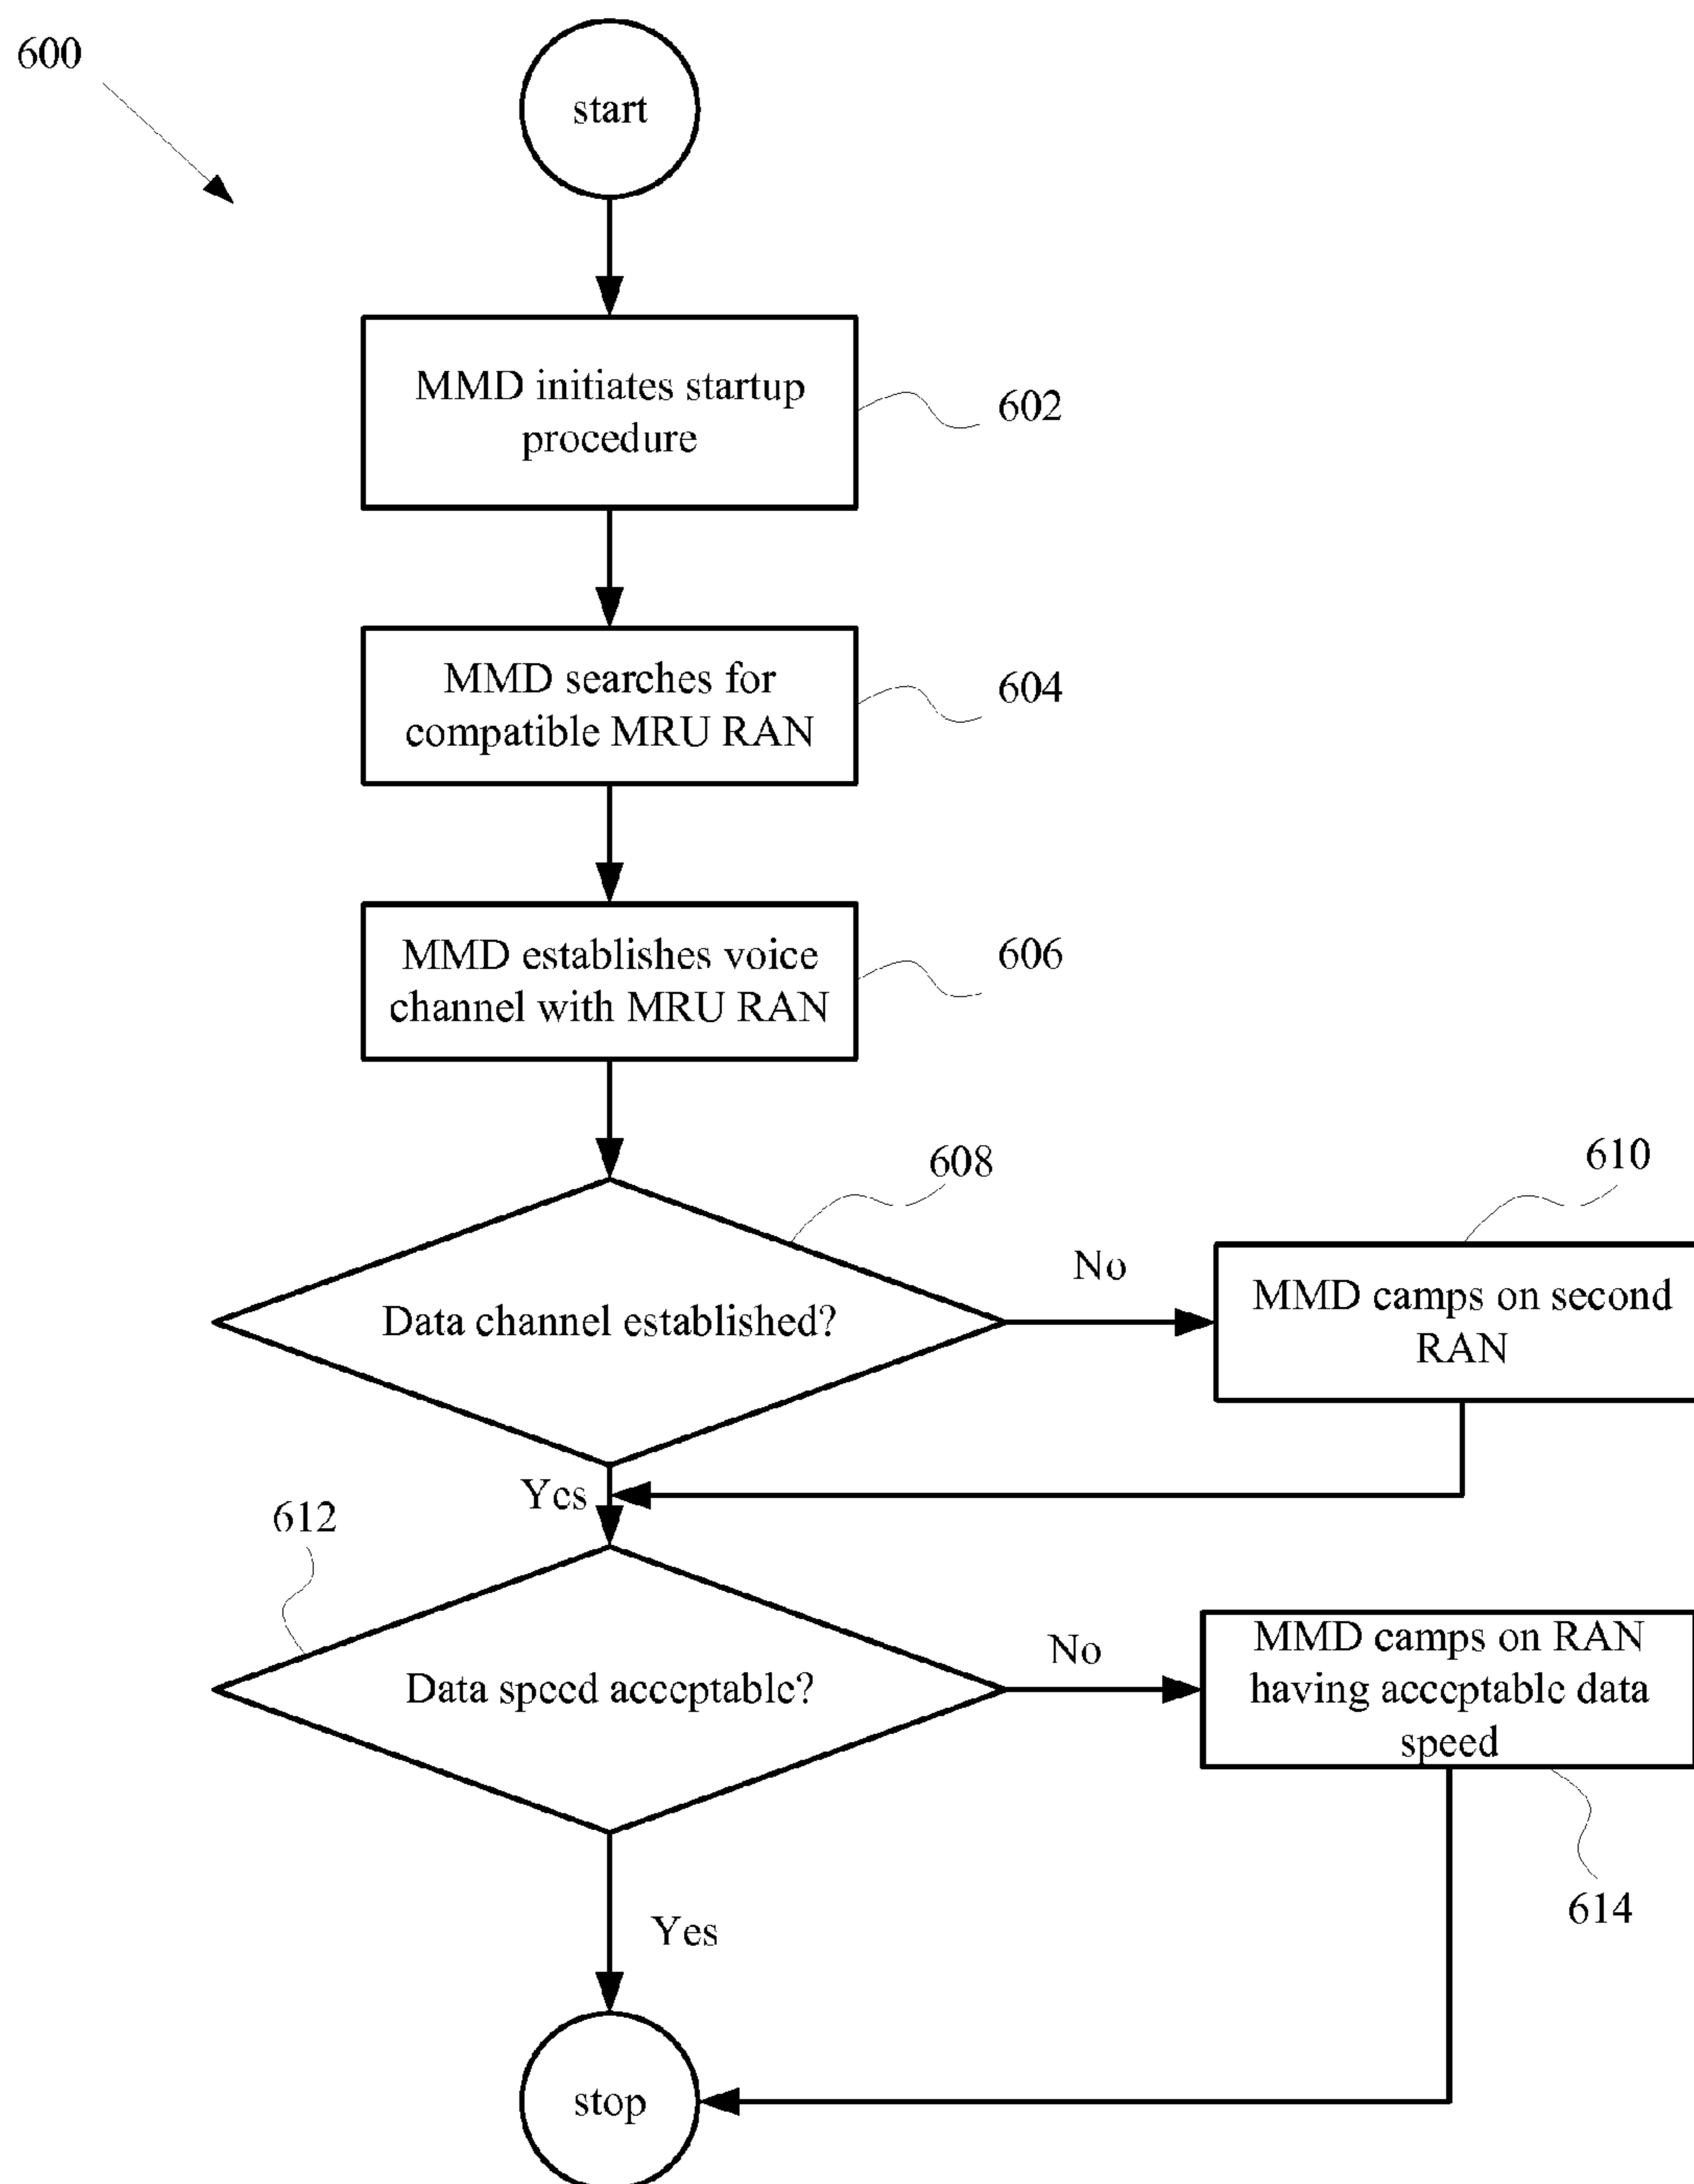 600
start
MMD initiates startup
procedure
602
MMD searches for
compatible MRU RAN
604
MMD establishes voice
channel with MRU RAN
606
608
Data channel established?
No
610
MMD camps on second
RAN
Yes
612
Data speed acceptable?
No
MMD camps on RAN
having acceptable data
speed
614
Yes
stop